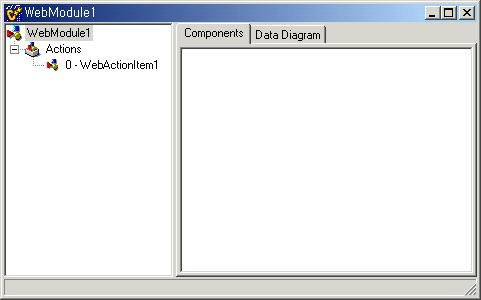 WebModule1
WebModule1
Components
Data Diagram
Actions
0 - WebActionItem1